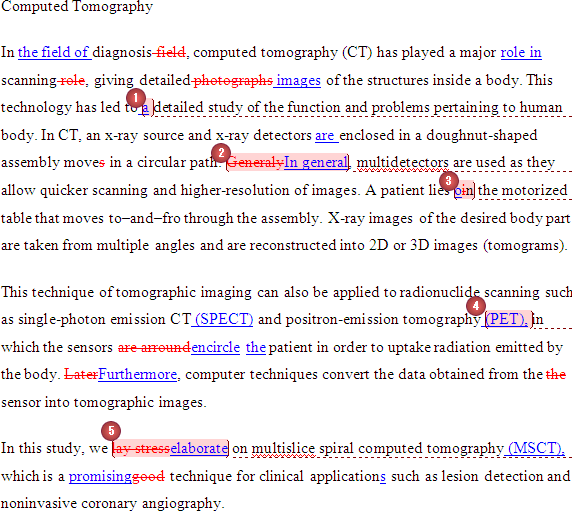 Computed Tomography
In the field of diagnosis field, computed tomography (CT) has played a major role in
scanning role, giving detailed photographs images of the structures inside a body. This
1
technology has led to a detailed study of the function and problems pertaining to human
body. In CT, an x-ray source and x-ray detectors are enclosed in a doughnut-shaped
2
assembly moves in a circular path. GeneralyIn general, multidetectors are used as they
3
allow quicker scanning and higher-resolution of images. A patient lies oin the motorized
table that moves to–and–fro through the assembly. X-ray images of the desired body part
are taken from multiple angles and are reconstructed into 2D or 3D images (tomograms).
This technique of tomographic imaging can also be applied to radionuclide scanning such
4
as single-photon emission CT (SPECT) and positron-emission tomography (PET), in
which the sensors are arroundencircle the patient in order to uptake radiation emitted by
the body. LaterFurthermore, computer techniques convert the data obtained from the the
sensor into tomographic images.
5
In this study, we lay stresselaborate on multislice spiral computed tomography (MSCT),
which is a promisinggood technique for clinical applications such as lesion detection and
noninvasive coronary angiography.